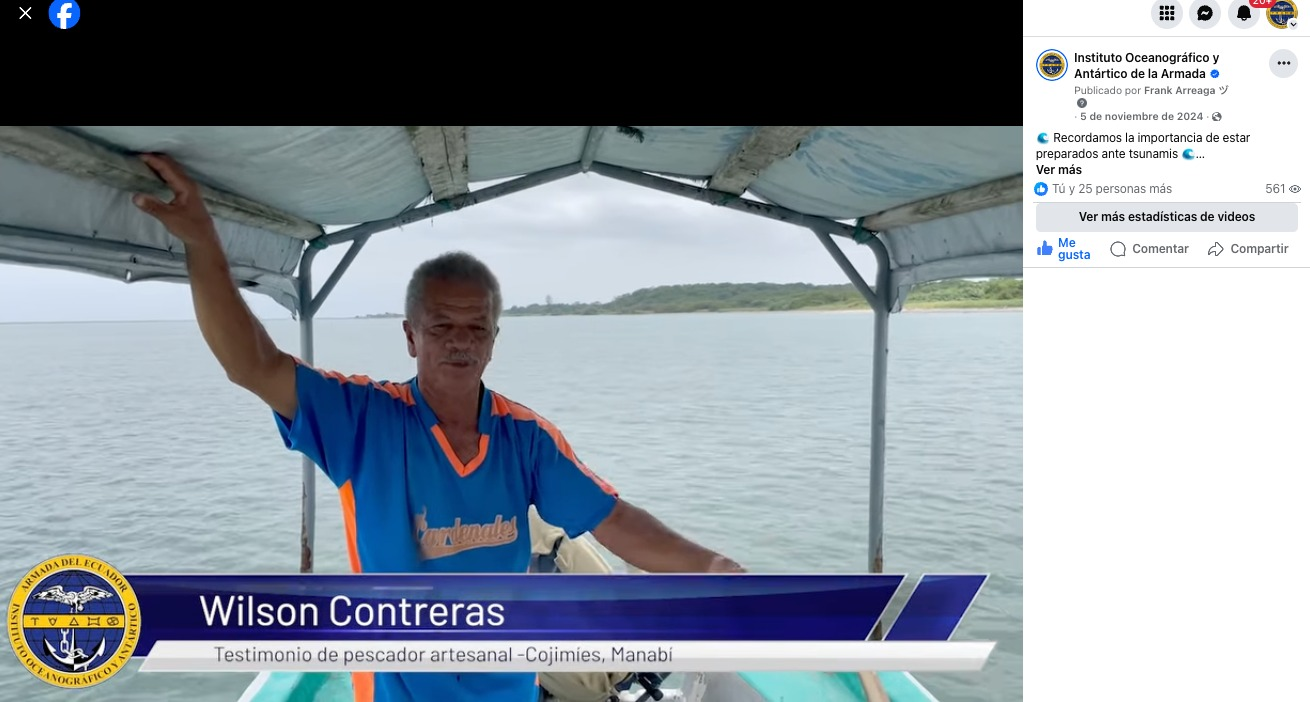 20+
Instituto Oceanográfico y
Antártico de la Armada
Publicado por Frank Arreaga ツ
· 5 de noviembre de 2024 ·
🌊 Recordamos la importancia de estar
preparados ante tsunamis 🌊...
Ver más
Tú y 25 personas más 561
Ver más estadísticas de videos
Me gusta Comentar Compartir
Cardenales
ARMADA DEL ECUADOR
INSTITUTO OCEANOGRÁFICO Y ANTÁRTICO
Wilson Contreras
Testimonio de pescador artesanal -Cojimíes, Manabí